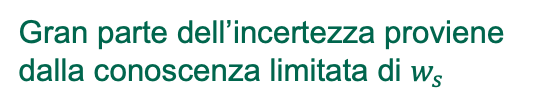 Gran parte dell’incertezza proviene
dalla conoscenza limitata di $w_s$